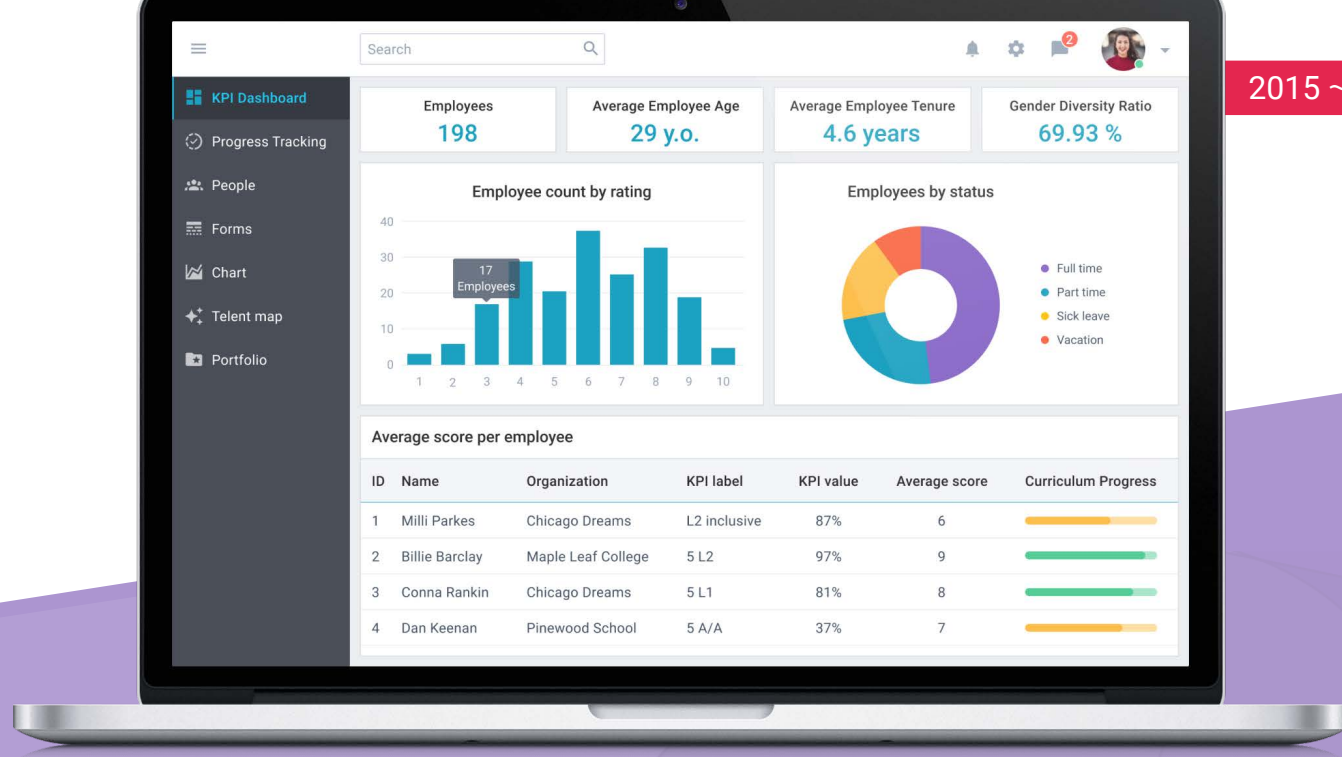 Search
2
2015 ~
KPI Dashboard
Progress Tracking
People
Forms
Chart
Telent map
Portfolio
Employees
198
Average Employee Age
29 y.o.
Average Employee Tenure
4.6 years
Gender Diversity Ratio
69.93 %
Employee count by rating
40
30
20
10
0
17
Employees
1 2 3 4 5 6 7 8 9 10
Employees by status
Full time
Part time
Sick leave
Vacation
Average score per employee
ID Name Organization KPI label KPI value Average score Curriculum Progress
1 Milli Parkes Chicago Dreams L2 inclusive 87% 6
2 Billie Barclay Maple Leaf College 5 L2 97% 9
3 Conna Rankin Chicago Dreams 5 L1 81% 8
4 Dan Keenan Pinewood School 5 A/A 37% 7